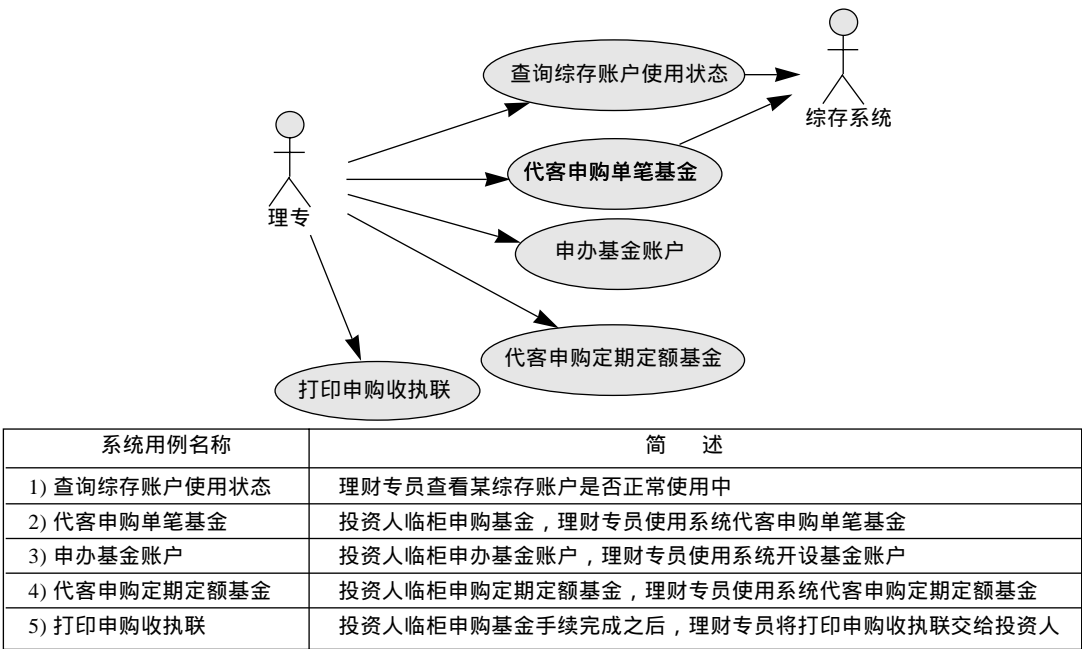 查询综存账户使用状态
综存系统
代客申购单笔基金
理专
申办基金账户
代客申购定期定额基金
打印申购收执联
系统用例名称 简 述
1) 查询综存账户使用状态 理财专员查看某综存账户是否正常使用中
2) 代客申购单笔基金 投资人临柜申购基金，理财专员使用系统代客申购单笔基金
3) 申办基金账户 投资人临柜申办基金账户，理财专员使用系统开设基金账户
4) 代客申购定期定额基金 投资人临柜申购定期定额基金，理财专员使用系统代客申购定期定额基金
5) 打印申购收执联 投资人临柜申购基金手续完成之后，理财专员将打印申购收执联交给投资人